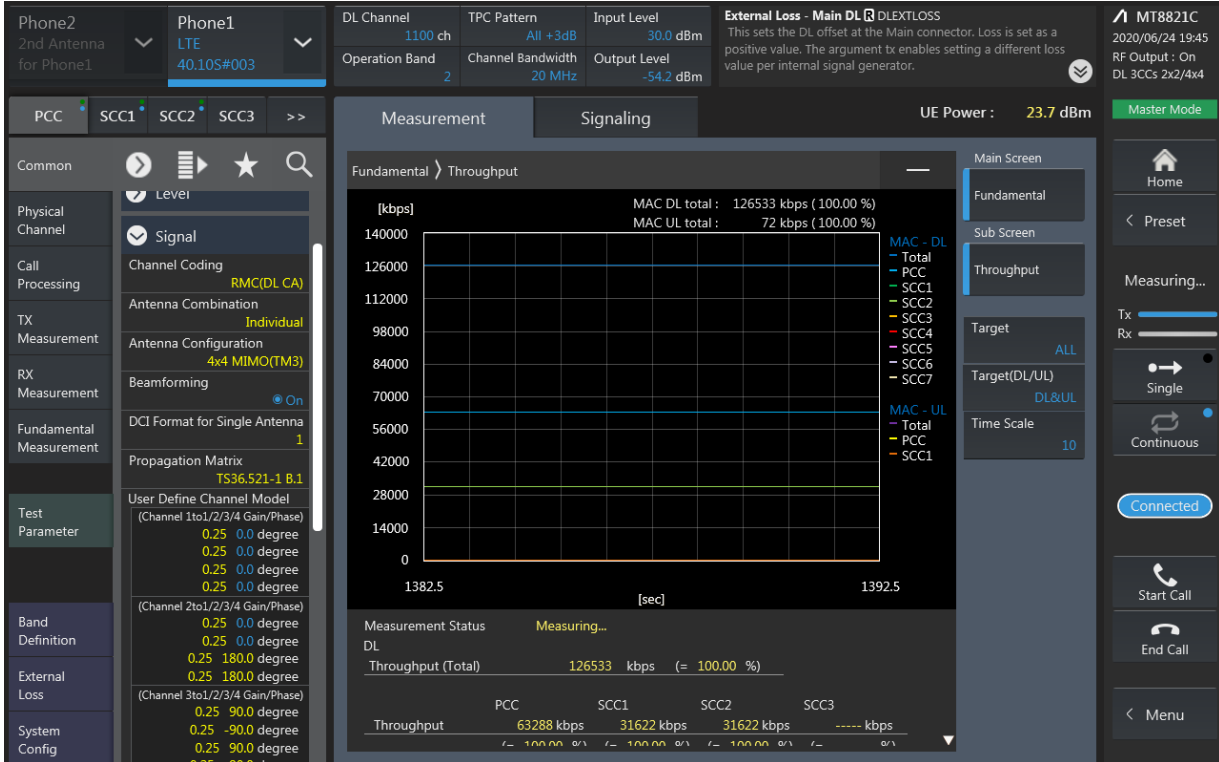 Phone2
2nd Antenna
for Phone1
Phone1
LTE
40.10S#003
DL Channel
1100 ch
Operation Band
2
TPC Pattern
All +3dB
Channel Bandwidth
20 MHz
Input Level
30.0 dBm
Output Level
-54.2 dBm
External Loss - Main DL R DLEXTLOSS
This sets the DL offset at the Main connector. Loss is set as a
positive value. The argument tx enables setting a different loss
value per internal signal generator.
MT8821C
2020/06/24 19:45
RF Output : On
DL 3CCs 2x2/4x4
Master Mode
PCC SCC1 SCC2 SCC3 >>
Common
Physical
Channel
Call
Processing
TX
Measurement
RX
Measurement
Fundamental
Measurement
Test
Parameter
Band
Definition
External
Loss
System
Config
Level
Signal
Channel Coding
RMC(DL CA)
Antenna Combination
Individual
Antenna Configuration
4x4 MIMO(TM3)
Beamforming
On
DCI Format for Single Antenna
1
Propagation Matrix
TS36.521-1 B.1
User Define Channel Model
(Channel 1to1/2/3/4 Gain/Phase)
0.25 0.0 degree
0.25 0.0 degree
0.25 0.0 degree
0.25 0.0 degree
(Channel 2to1/2/3/4 Gain/Phase)
0.25 0.0 degree
0.25 0.0 degree
0.25 180.0 degree
0.25 180.0 degree
(Channel 3to1/2/3/4 Gain/Phase)
0.25 90.0 degree
0.25 -90.0 degree
0.25 90.0 degree
Measurement Signaling
UE Power : 23.7 dBm
Fundamental 〉 Throughput
[kbps]
MAC DL total : 126533 kbps ( 100.00 %)
MAC UL total : 72 kbps ( 100.00 %)
140000
126000
112000
98000
84000
70000
56000
42000
28000
14000
0
1382.5
1392.5
[sec]
MAC - DL
Total
PCC
SCC1
SCC2
SCC3
SCC4
SCC5
SCC6
SCC7
MAC - UL
Total
PCC
SCC1
Measurement Status Measuring...
DL
Throughput (Total) 126533 kbps (= 100.00 %)
PCC SCC1 SCC2 SCC3
Throughput 63288 kbps 31622 kbps 31622 kbps ----- kbps
(= 100.00 %) (= 100.00 %) (= 100.00 %) (= %)
Main Screen
Fundamental
Sub Screen
Throughput
Target
ALL
Target(DL/UL)
DL&UL
Time Scale
10
Home
< Preset
Measuring...
Tx
Rx
Single
Continuous
Connected
Start Call
End Call
< Menu